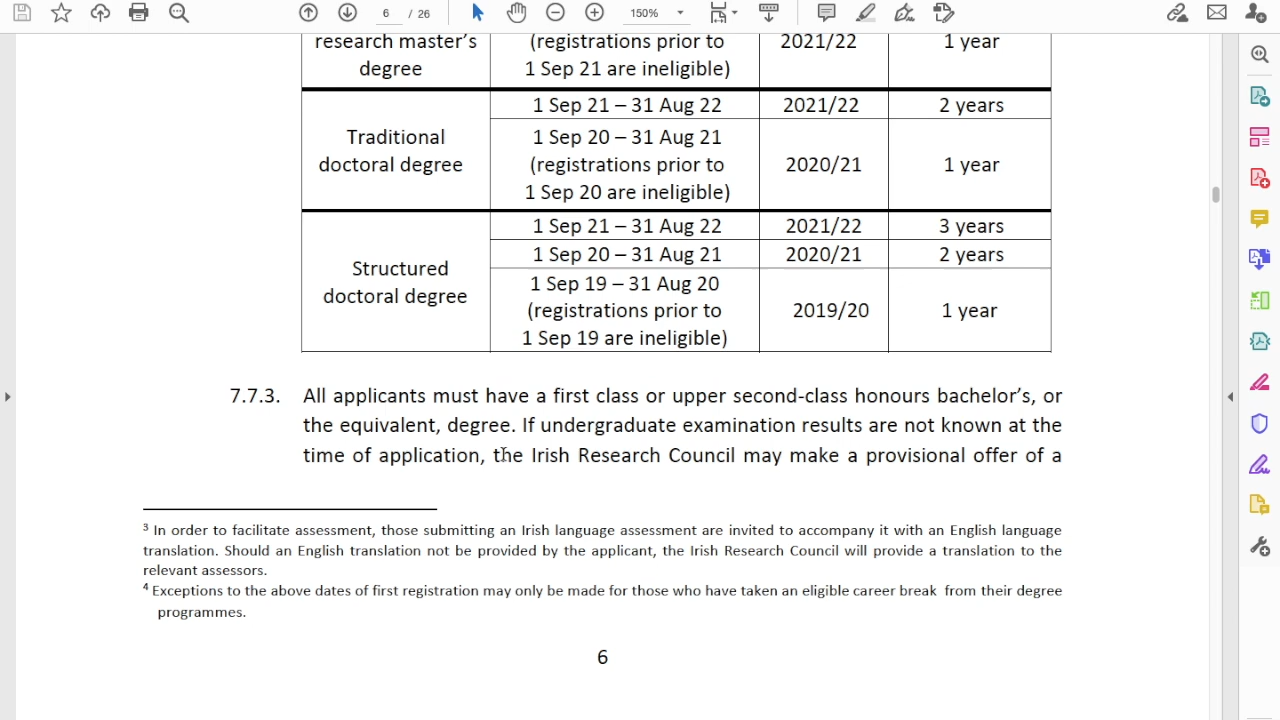 6 / 26 150%
research master's
degree
(registrations prior to
1 Sep 21 are ineligible)
2021/22
1 year
Traditional
doctoral degree
1 Sep 21 – 31 Aug 22
2021/22
2 years
1 Sep 20 – 31 Aug 21
(registrations prior to
1 Sep 20 are ineligible)
2020/21
1 year
Structured
doctoral degree
1 Sep 21 – 31 Aug 22
2021/22
3 years
1 Sep 20 – 31 Aug 21
2020/21
2 years
1 Sep 19 – 31 Aug 20
(registrations prior to
1 Sep 19 are ineligible)
2019/20
1 year
7.7.3. All applicants must have a first class or upper second-class honours bachelor's, or
the equivalent, degree. If undergraduate examination results are not known at the
time of application, the Irish Research Council may make a provisional offer of a
3 In order to facilitate assessment, those submitting an Irish language assessment are invited to accompany it with an English language
translation. Should an English translation not be provided by the applicant, the Irish Research Council will provide a translation to the
relevant assessors.
4 Exceptions to the above dates of first registration may only be made for those who have taken an eligible career break from their degree
programmes.
6